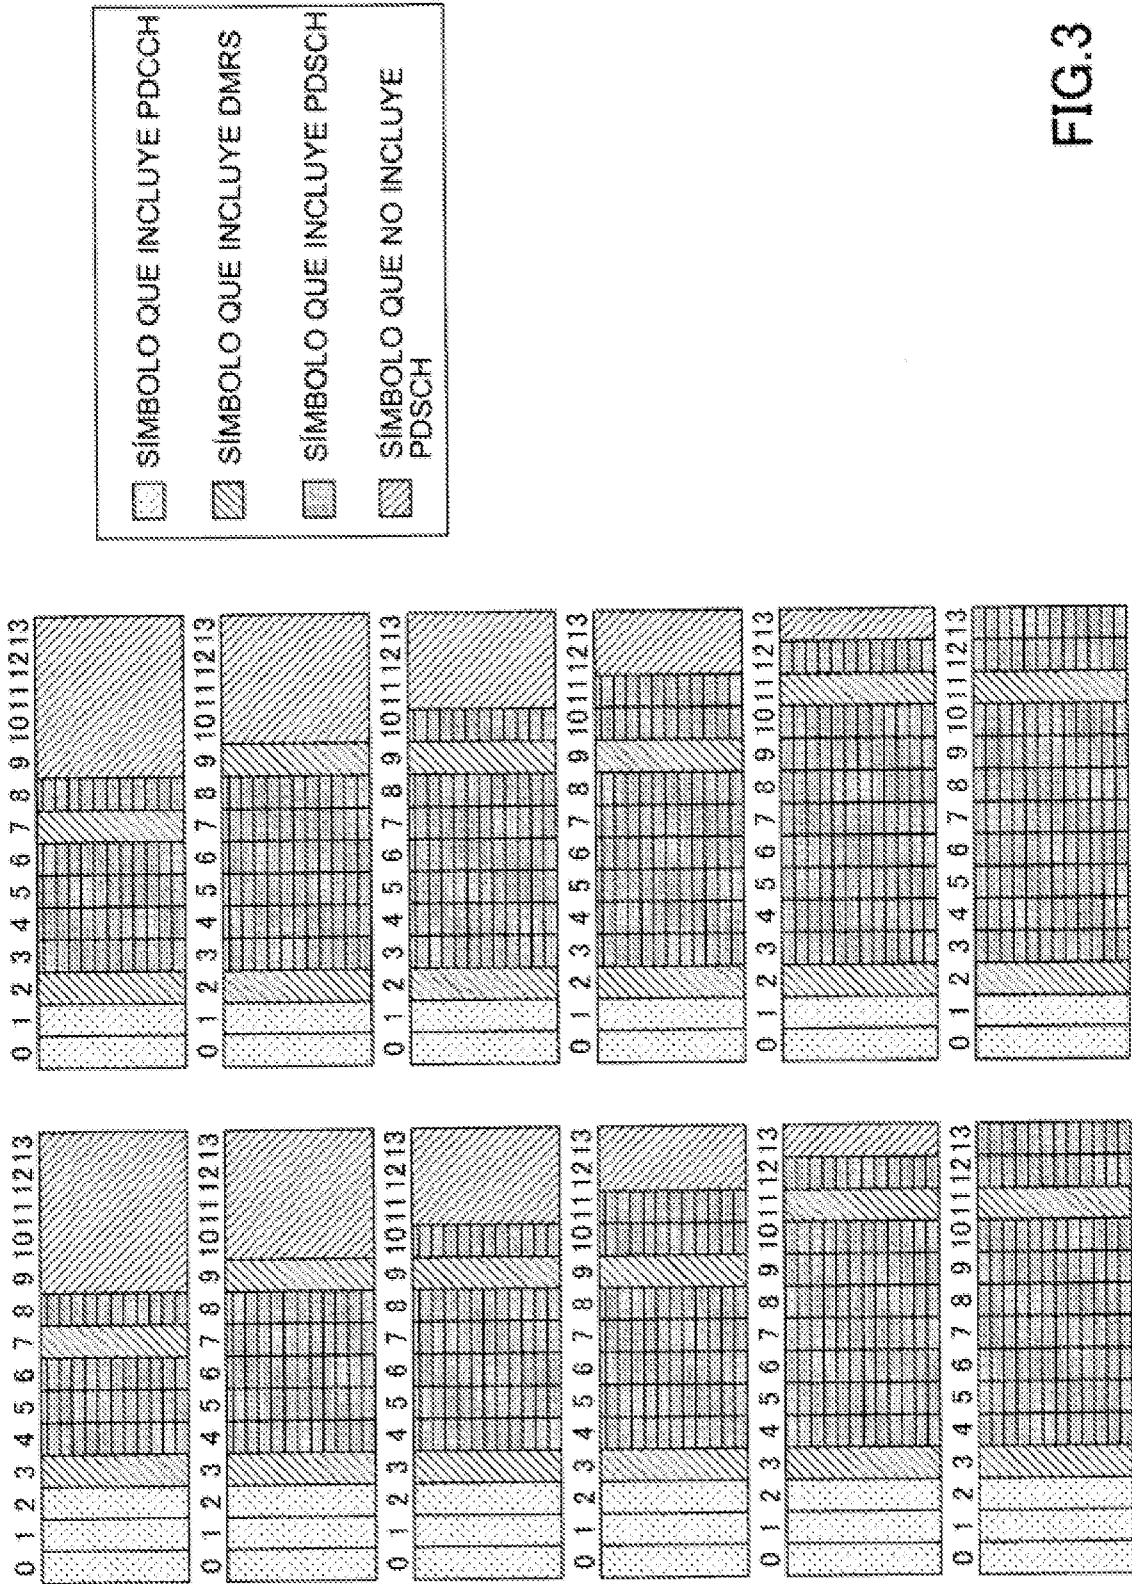 0 1 2 3 4 5 6 7 8 9 10 11 12 13
0 1 2 3 4 5 6 7 8 9 10 11 12 13
0 1 2 3 4 5 6 7 8 9 10 11 12 13
0 1 2 3 4 5 6 7 8 9 10 11 12 13
0 1 2 3 4 5 6 7 8 9 10 11 12 13
0 1 2 3 4 5 6 7 8 9 10 11 12 13
0 1 2 3 4 5 6 7 8 9 10 11 12 13
0 1 2 3 4 5 6 7 8 9 10 11 12 13
0 1 2 3 4 5 6 7 8 9 10 11 12 13
0 1 2 3 4 5 6 7 8 9 10 11 12 13
0 1 2 3 4 5 6 7 8 9 10 11 12 13
0 1 2 3 4 5 6 7 8 9 10 11 12 13
SÍMBOLO QUE INCLUYE PDCCH
SÍMBOLO QUE INCLUYE DMRS
SÍMBOLO QUE INCLUYE PDSCH
SÍMBOLO QUE NO INCLUYE
PDSCH
FIG.3